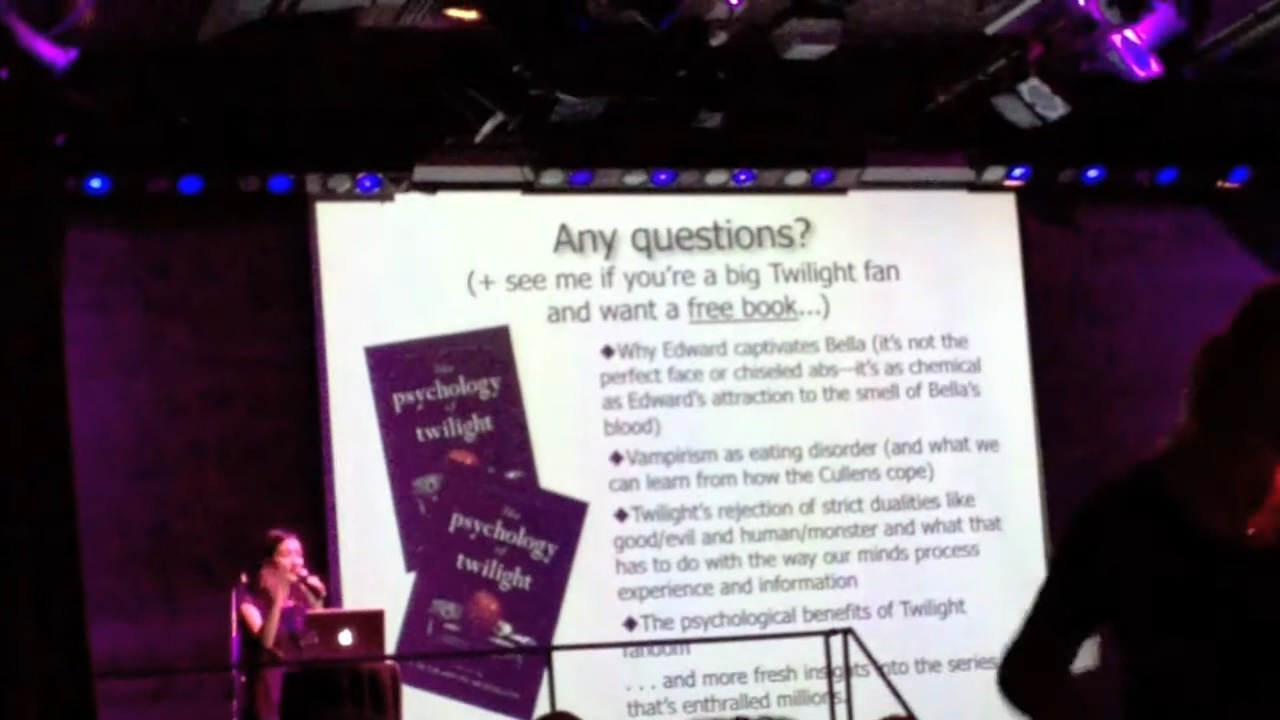 Any questions?
(+ see me if you're a big Twilight fan
and want a free book...)
The
psychology
of
twilight
The
psychology
of
twilight
◆Why Edward captivates Bella (it's not the
perfect face or chiseled abs—it's as chemical
as Edward's attraction to the smell of Bella's
blood)
◆Vampirism as eating disorder (and what we
can learn from how the Cullens cope)
◆Twilight's rejection of strict dualities like
good/evil and human/monster and what that
has to do with the way our minds process
experience and information
◆The psychological benefits of Twilight
fandom
. . . and more fresh insights into the series
that's enthralled millions.